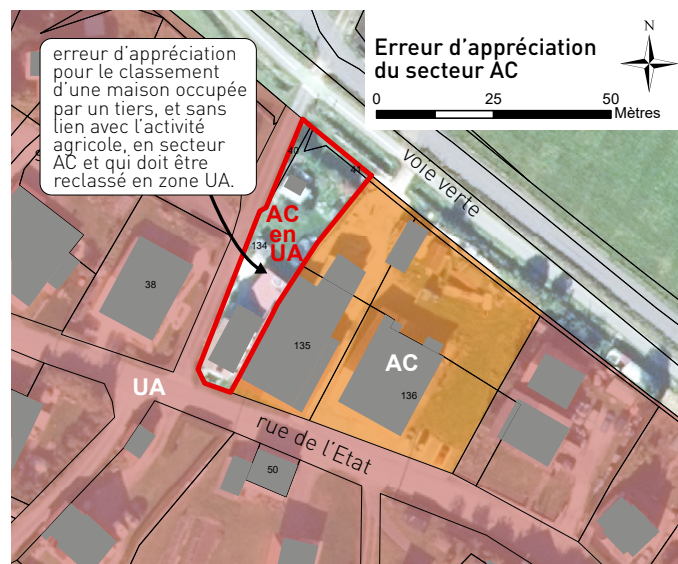 erreur d'appréciation
pour le classement
d'une maison occupée
par un tiers, et sans
lien avec l'activité
agricole, en secteur
AC et qui doit être
reclassé en zone UA.
Erreur d'appréciation
du secteur AC
N
0 25 50
Mètres
voie verte
40
41
AC
en
UA
134
38
135
AC
136
UA
rue de l'Etat
50